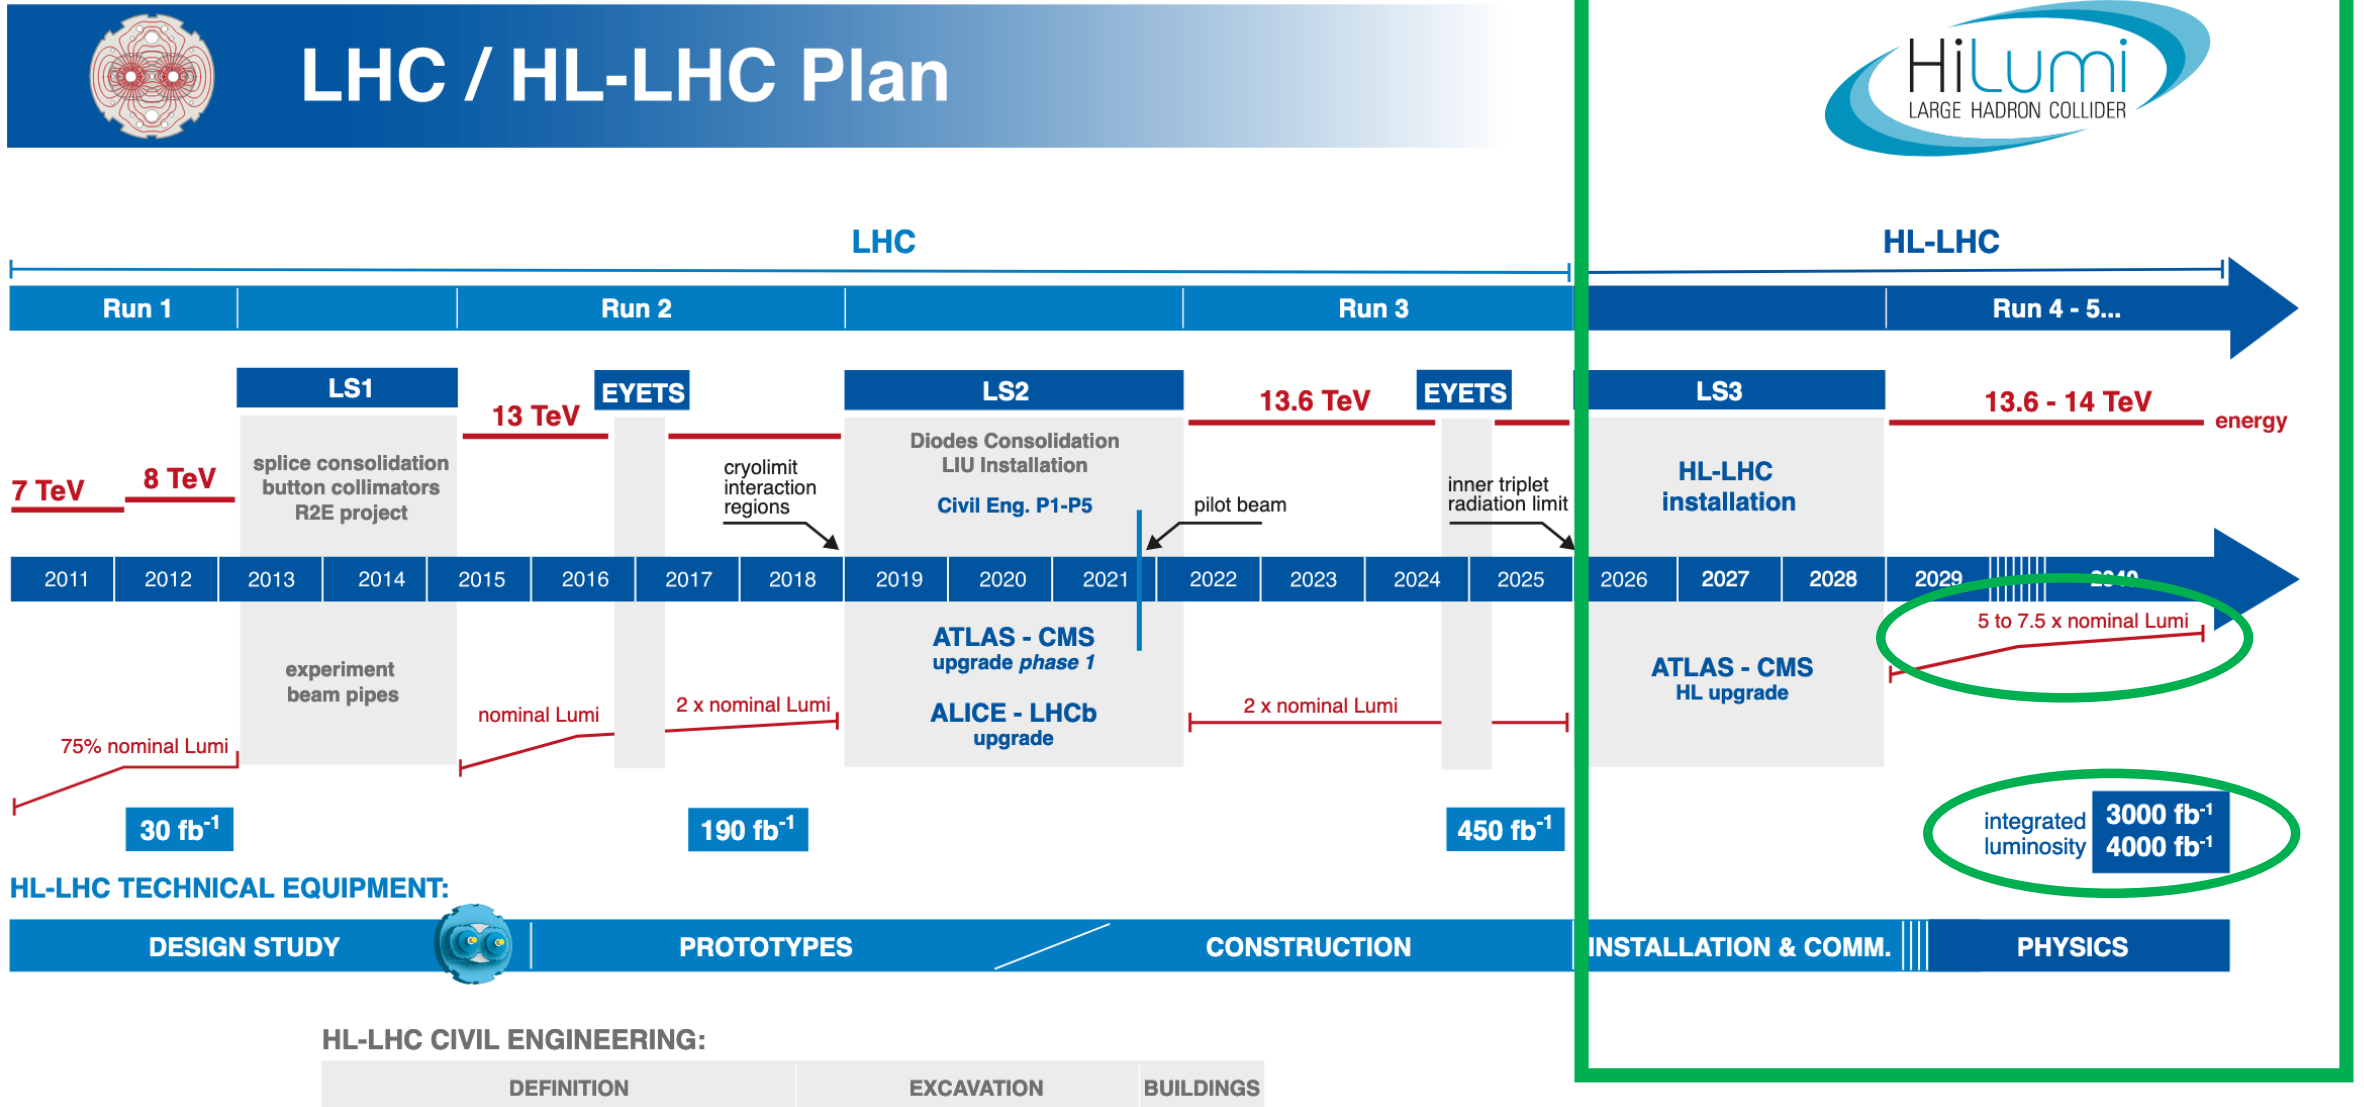 LHC / HL-LHC Plan
HiLumi
LARGE HADRON COLLIDER
LHC
HL-LHC
Run 1
Run 2
Run 3
Run 4 - 5...
LS1
EYETS
LS2
EYETS
LS3
13 TeV
13.6 TeV
13.6 - 14 TeV
energy
7 TeV
8 TeV
splice consolidation
button collimators
R2E project
cryolimit
interaction
regions
Diodes Consolidation
LIU Installation
Civil Eng. P1-P5
pilot beam
inner triplet
radiation limit
HL-LHC
installation
2011
2012
2013
2014
2015
2016
2017
2018
2019
2020
2021
2022
2023
2024
2025
2026
2027
2028
2029
2040
experiment
beam pipes
ATLAS - CMS
upgrade phase 1
ALICE - LHCb
upgrade
ATLAS - CMS
HL upgrade
5 to 7.5 x nominal Lumi
75% nominal Lumi
nominal Lumi
2 x nominal Lumi
2 x nominal Lumi
30 fb⁻¹
190 fb⁻¹
450 fb⁻¹
integrated
luminosity
3000 fb⁻¹
4000 fb⁻¹
HL-LHC TECHNICAL EQUIPMENT:
DESIGN STUDY
PROTOTYPES
CONSTRUCTION
INSTALLATION & COMM.
PHYSICS
HL-LHC CIVIL ENGINEERING:
DEFINITION
EXCAVATION
BUILDINGS